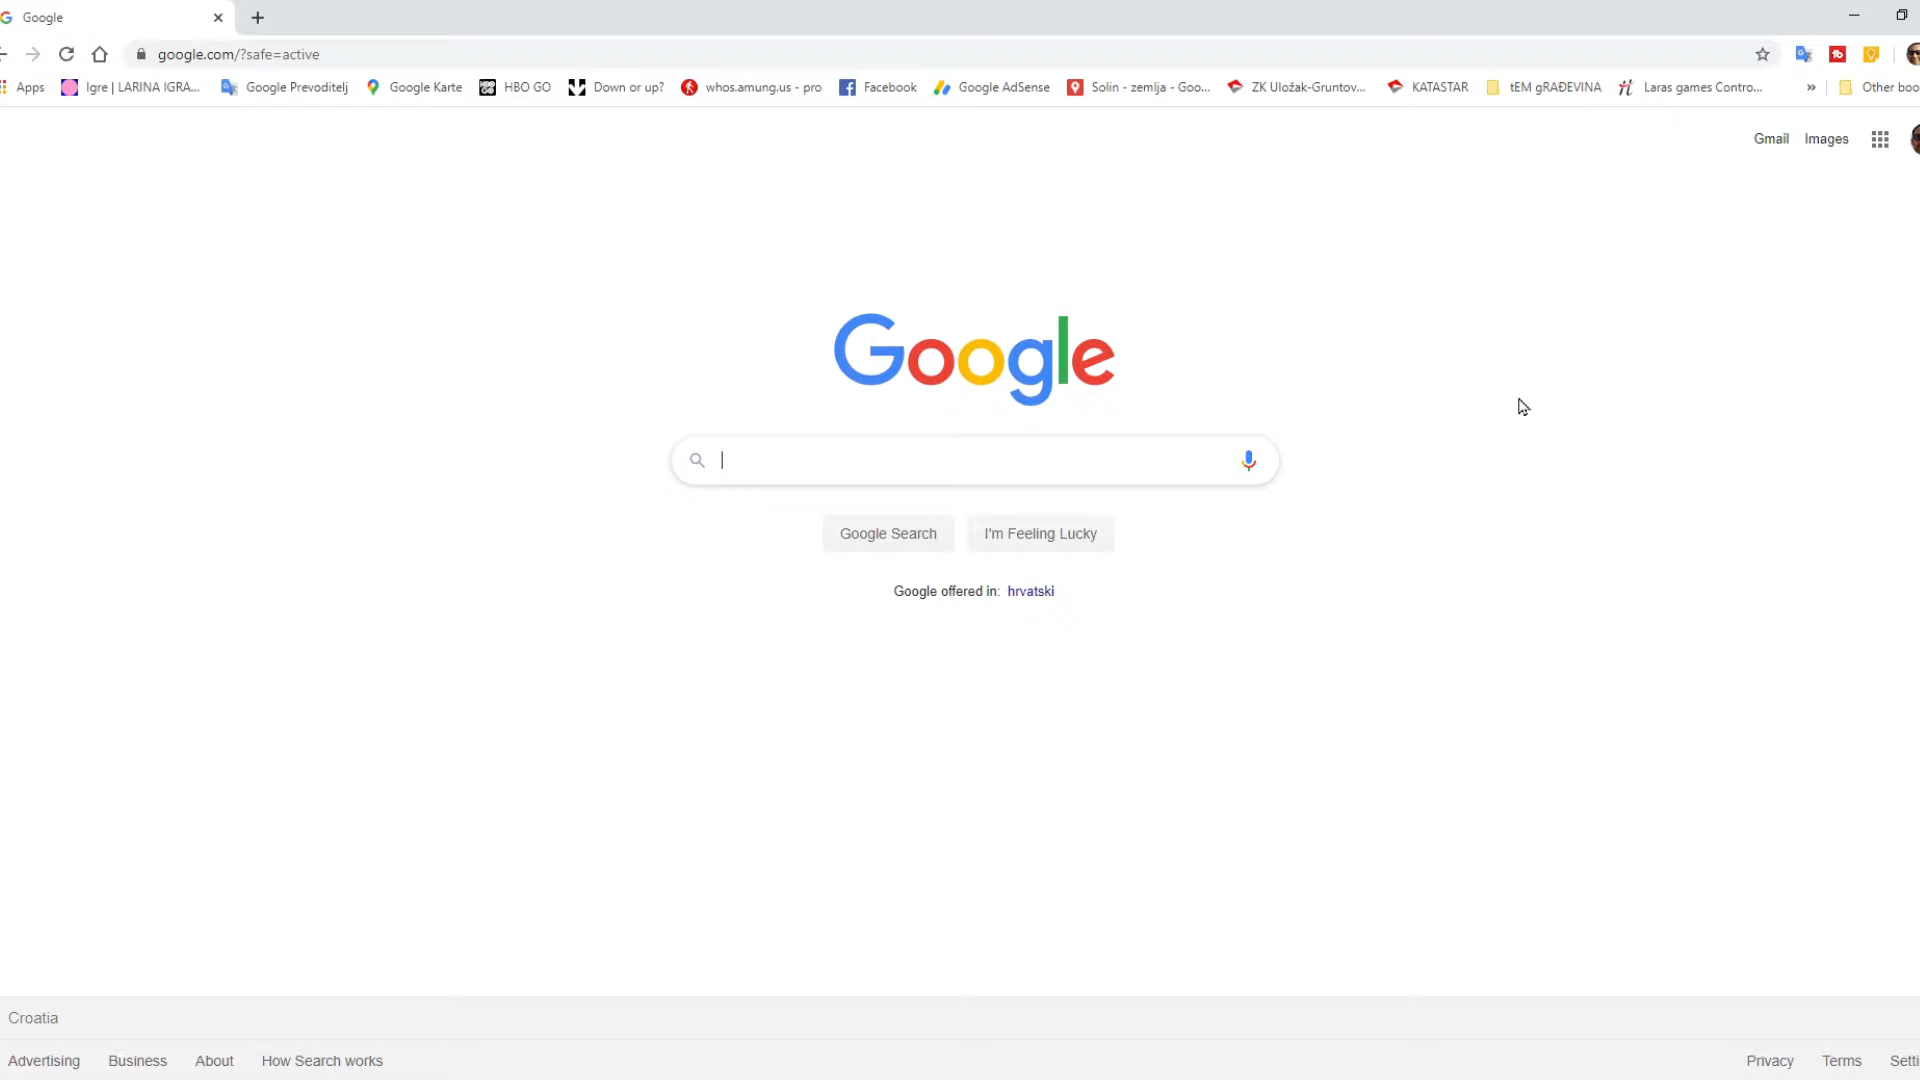 Google
google.com/?safe=active
Apps Igre | LARINA IGRA... Google Prevoditelj Google Karte HBO GO Down or up? whos.amung.us - pro Facebook Google AdSense Solin - zemlja - Goo... ZK Uložak-Gruntov... KATASTAR tEM gRAĐEVINA Laras games Contro... » Other boo
Gmail Images
Google
Google Search I'm Feeling Lucky
Google offered in: hrvatski
Croatia
Advertising Business About How Search works Privacy Terms Setti